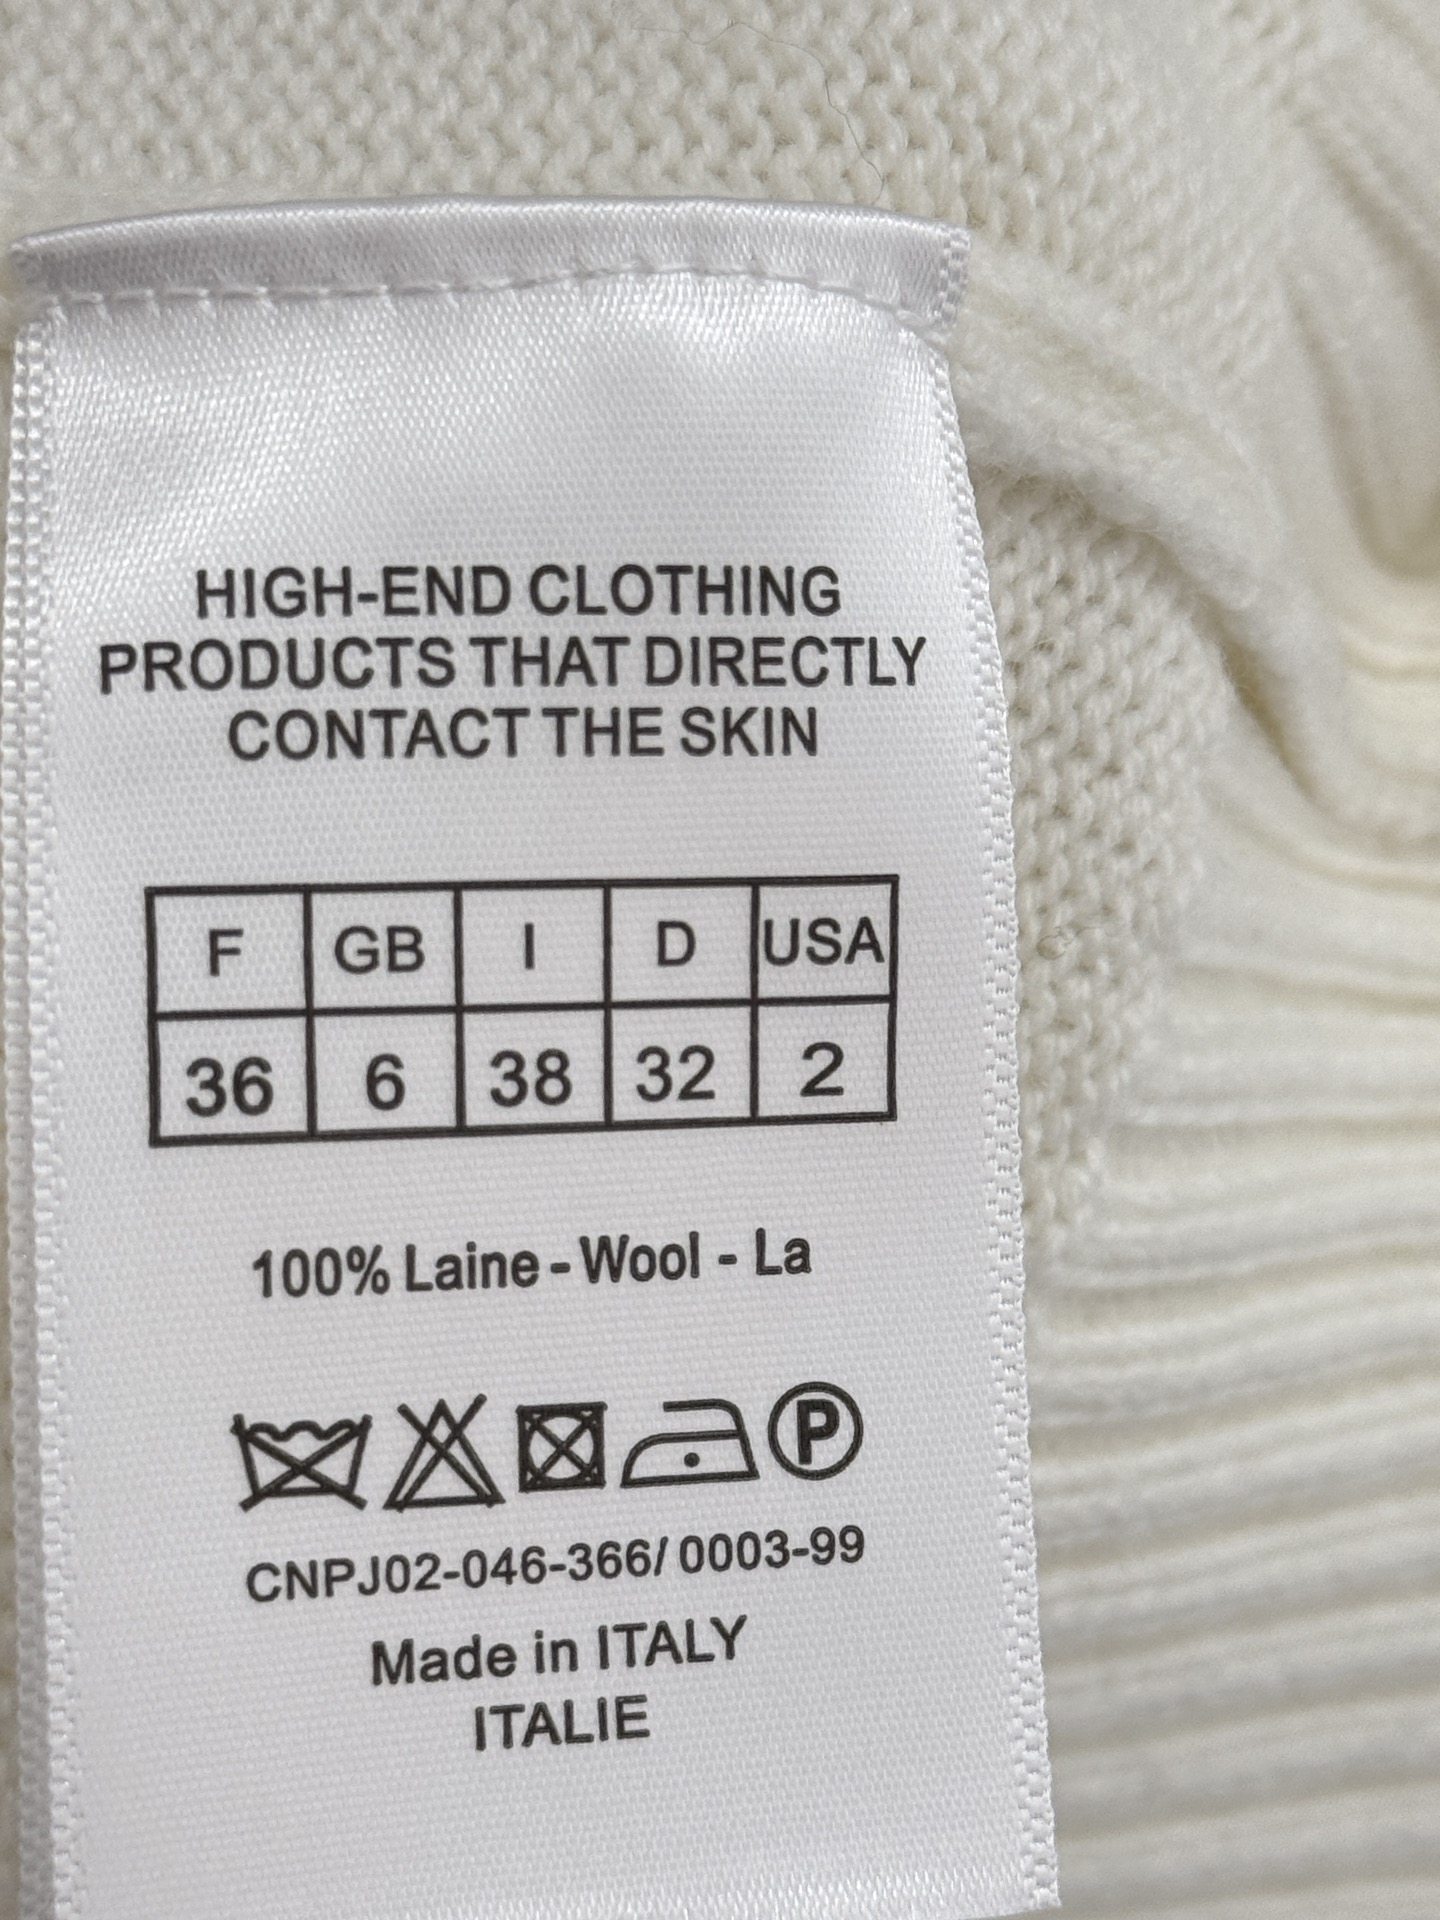 HIGH-END CLOTHING
PRODUCTS THAT DIRECTLY
CONTACT THE SKIN
F GB I D USA
36 6 38 32 2
100% Laine - Wool - La
P
CNPJ02-046-366/ 0003-99
Made in ITALY
ITALIE